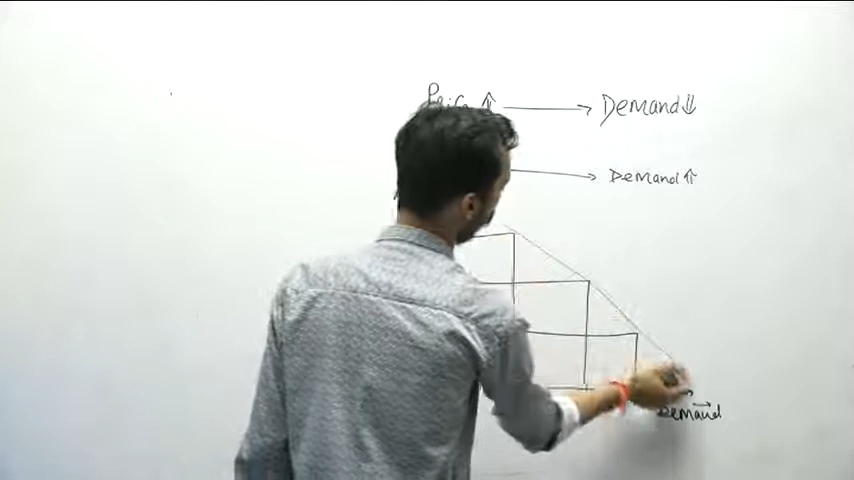 Price ⇑ → Demand ⇓
→ Demand ⇑
Demand